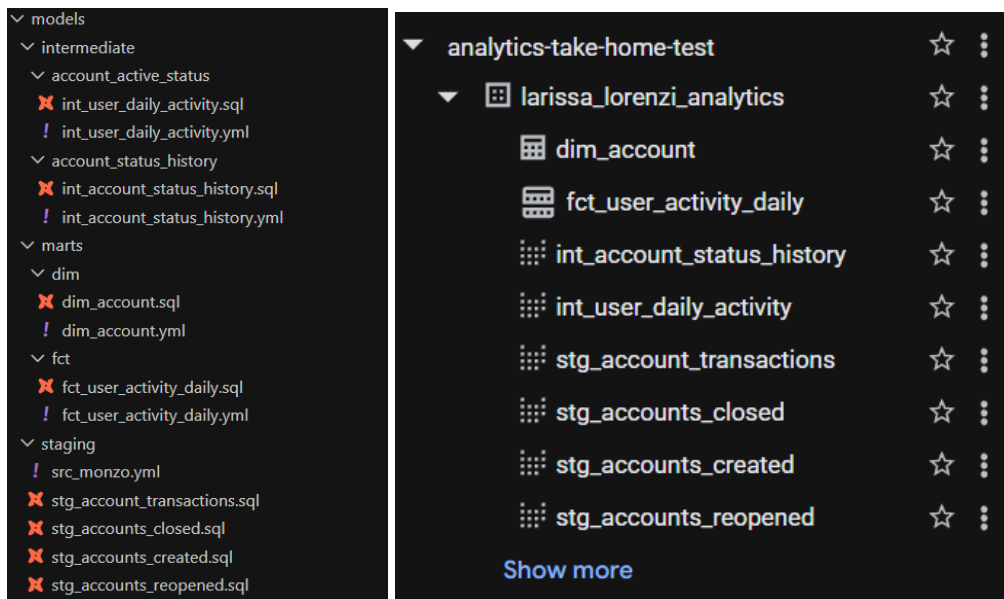 models
intermediate
account_active_status
int_user_daily_activity.sql
! int_user_daily_activity.yml
account_status_history
int_account_status_history.sql
! int_account_status_history.yml
marts
dim
dim_account.sql
! dim_account.yml
fct
fct_user_activity_daily.sql
! fct_user_activity_daily.yml
staging
! src_monzo.yml
stg_account_transactions.sql
stg_accounts_closed.sql
stg_accounts_created.sql
stg_accounts_reopened.sql
analytics-take-home-test
larissa_lorenzi_analytics
dim_account
fct_user_activity_daily
int_account_status_history
int_user_daily_activity
stg_account_transactions
stg_accounts_closed
stg_accounts_created
stg_accounts_reopened
Show more